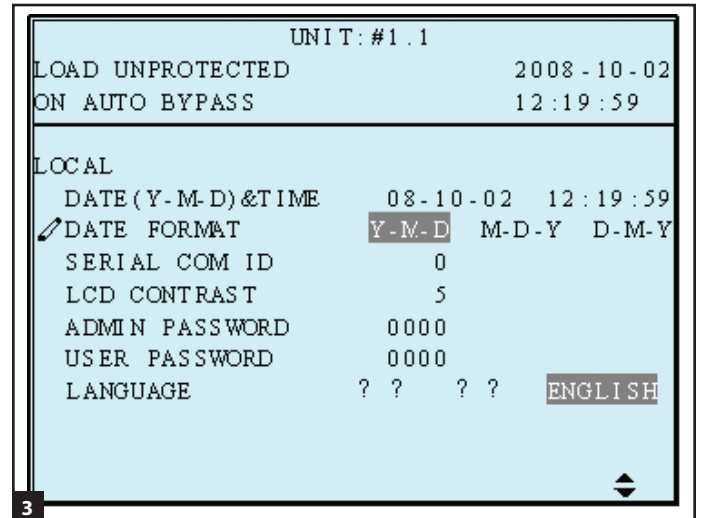 UNIT:#1.1
LOAD UNPROTECTED 2008-10-02
ON AUTO BYPASS 12:19:59
LOCAL
DATE(Y-M-D)&TIME 08-10-02 12:19:59
DATE FORMAT Y-M-D M-D-Y D-M-Y
SERIAL COM ID 0
LCD CONTRAST 5
ADMIN PASSWORD 0000
USER PASSWORD 0000
LANGUAGE ? ? ? ? ENGLISH
3